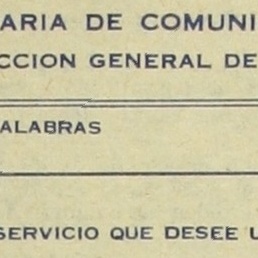 ARIA DE COMUNI
CCION GENERAL DE
ALABRAS
SERVICIO QUE DESEE U